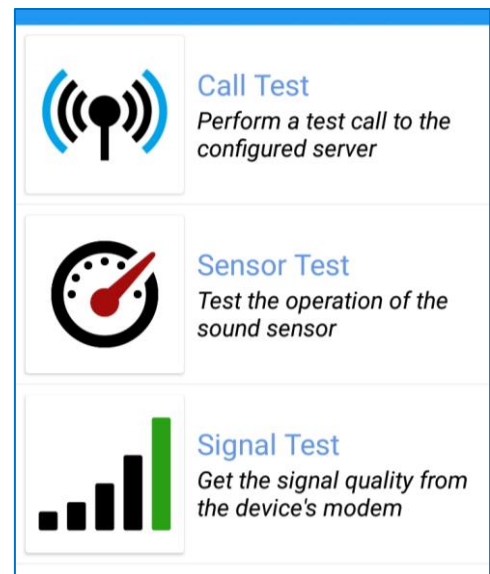 Call Test
Perform a test call to the
configured server
Sensor Test
Test the operation of the
sound sensor
Signal Test
Get the signal quality from
the device's modem